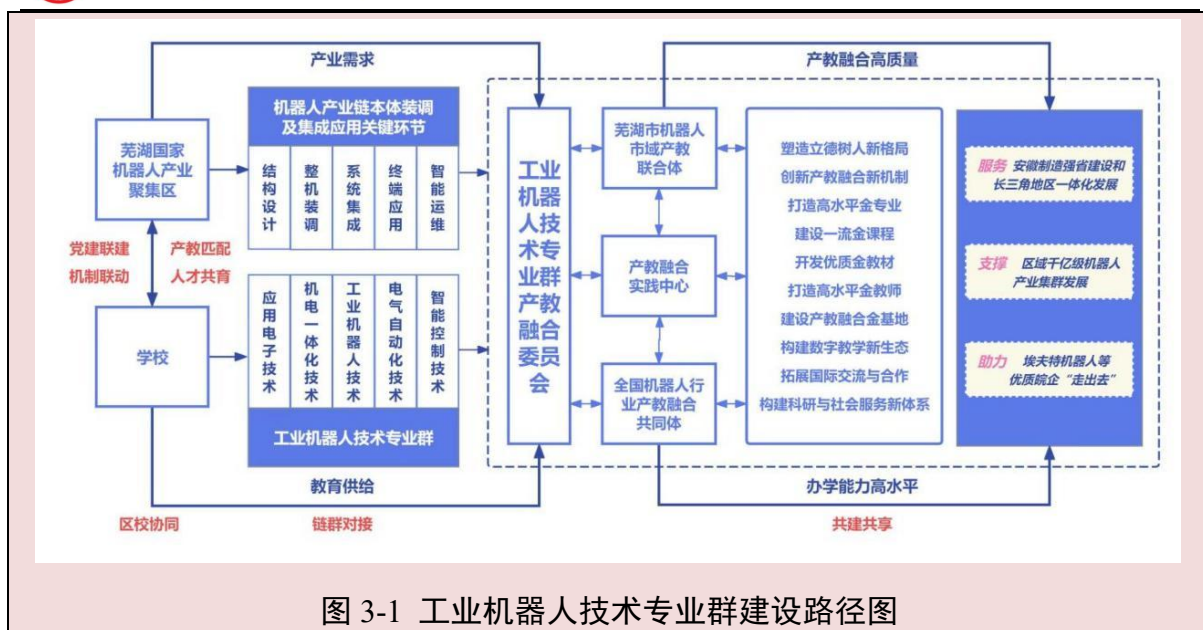 产业需求
产教融合高质量
芜湖国家
机器人产业
聚集区
机器人产业链本体装调
及集成应用关键环节
结构设计
整机装调
系统集成
终端应用
智能运维
党建联建
产教匹配
机制联动
人才共育
学校
应用电子技术
机电一体化技术
工业机器人技术
电气自动化技术
智能控制技术
工业机器人技术专业群
工业机器人技术专业群产教融合委员会
芜湖市机器人
市域产教
联合体
产教融合
实践中心
全国机器人行
业产教融合
共同体
塑造立德树人新格局
创新产教融合新机制
打造高水平金专业
建设一流金课程
开发优质金教材
打造高水平金教师
建设产教融合金基地
构建数字教学新生态
拓展国际交流与合作
构建科研与社会服务新体系
服务 安徽制造强省建设和
长三角地区一体化发展
支撑 区域千亿级机器人
产业集群发展
助力 埃夫特机器人等
优质皖企“走出去”
教育供给
办学能力高水平
区校协同
链群对接
共建共享
图 3-1 工业机器人技术专业群建设路径图